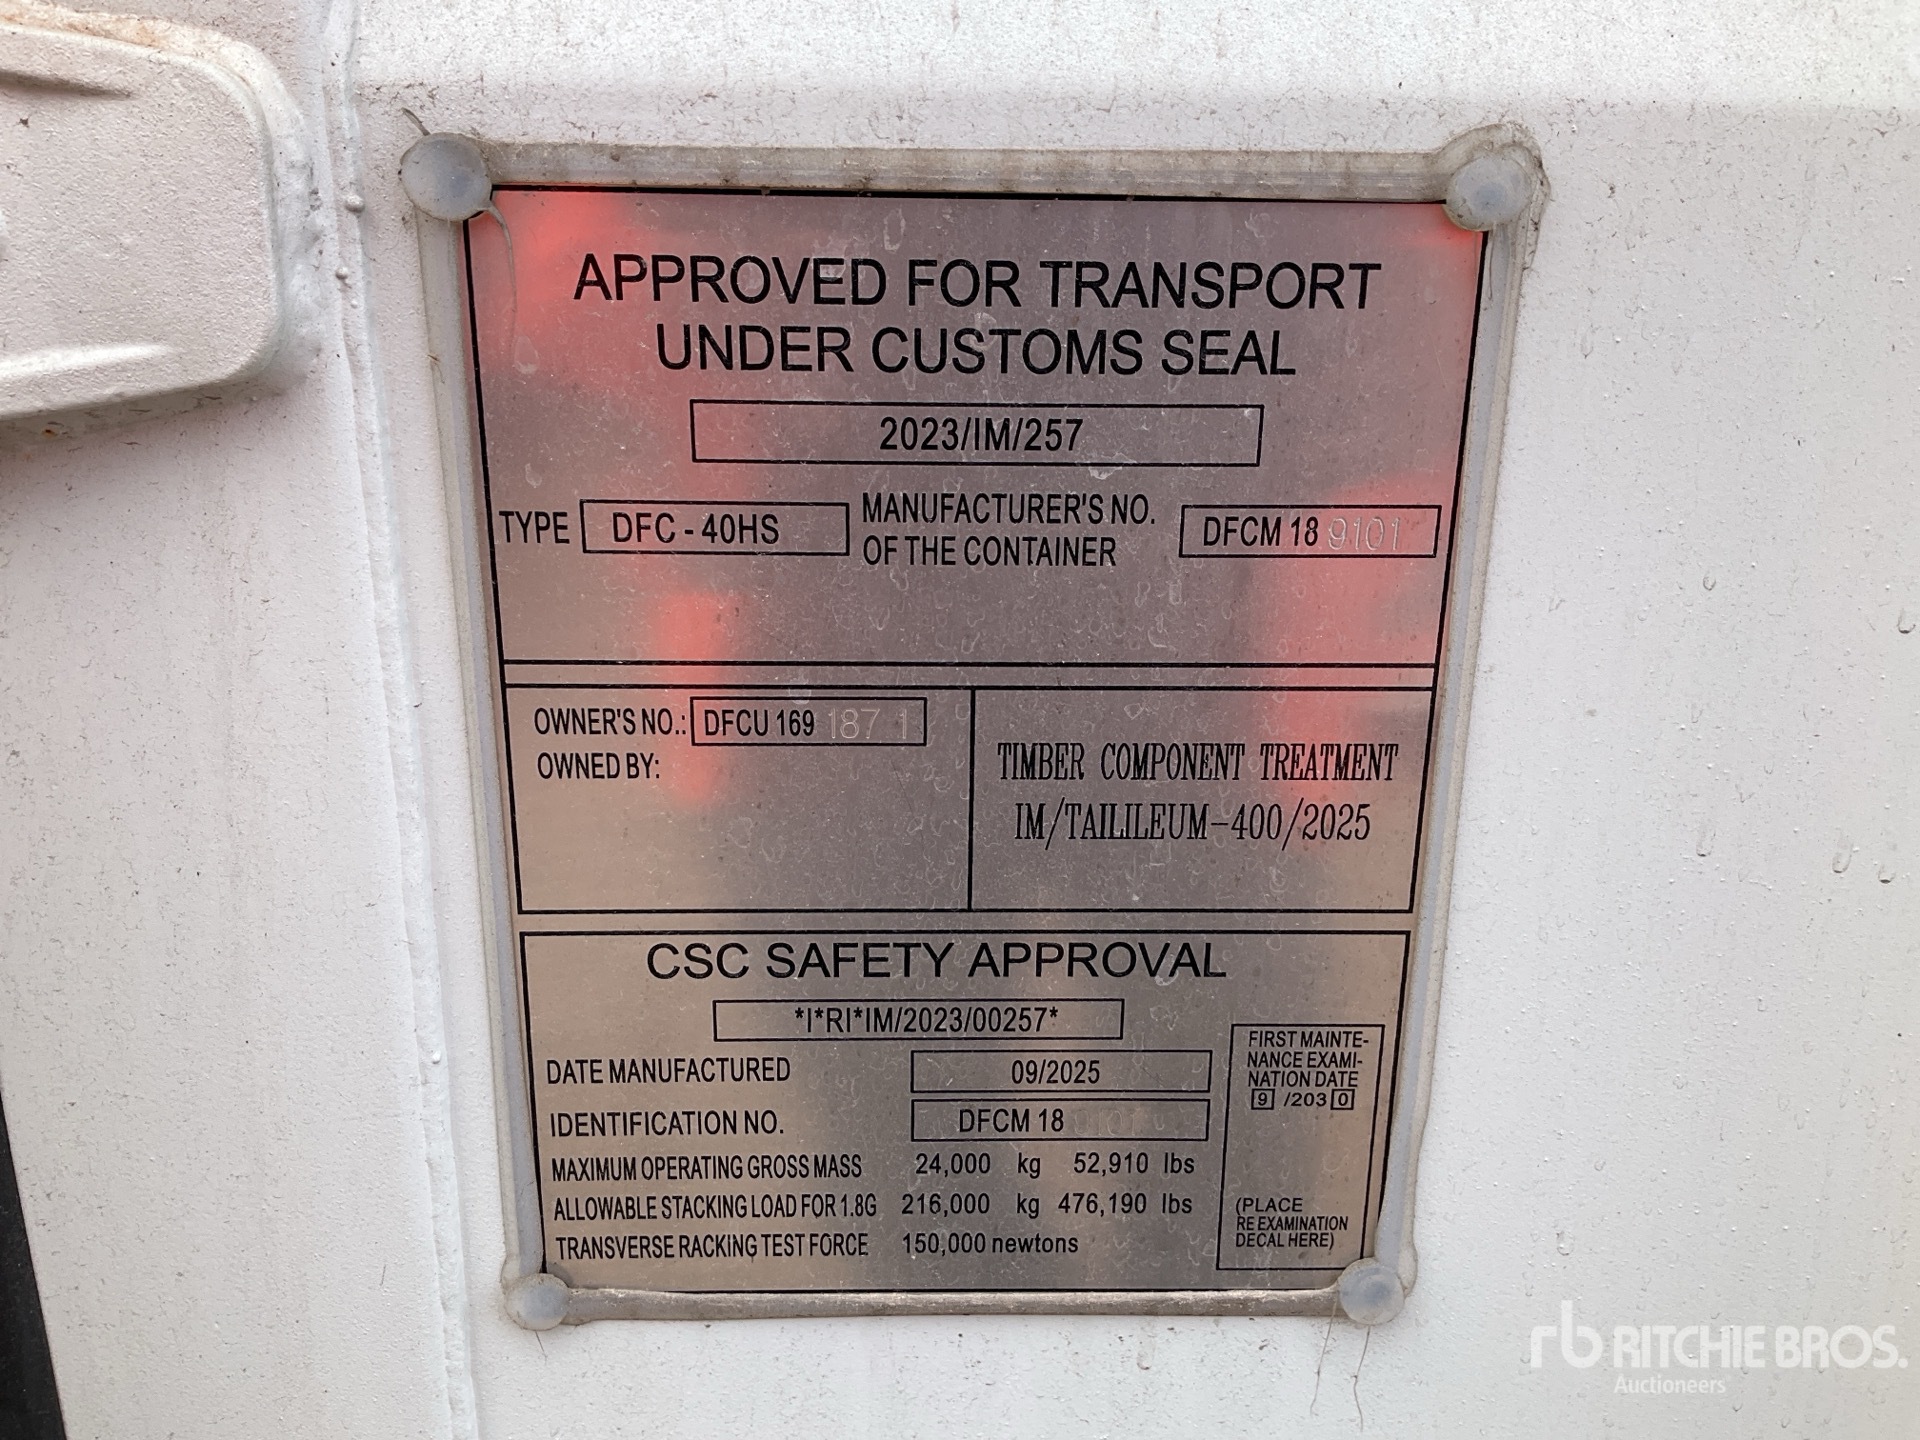 APPROVED FOR TRANSPORT
UNDER CUSTOMS SEAL
2023/IM/257
TYPE DFC - 40HS
MANUFACTURER'S NO.
OF THE CONTAINER
DFCM 18 9101
OWNER'S NO.: DFCU 169 187 1
OWNED BY:
TIMBER COMPONENT TREATMENT
IM/TAILILEUM-400/2025
CSC SAFETY APPROVAL
*I*RI*IM/2023/00257*
DATE MANUFACTURED 09/2025
IDENTIFICATION NO. DFCM 18 9101
MAXIMUM OPERATING GROSS MASS 24,000 kg 52,910 lbs
ALLOWABLE STACKING LOAD FOR 1.8G 216,000 kg 476,190 lbs
TRANSVERSE RACKING TEST FORCE 150,000 newtons
FIRST MAINTE-
NANCE EXAMI-
NATION DATE
9 /203 0
(PLACE
RE EXAMINATION
DECAL HERE)
rb RITCHIE BROS.
Auctioneers